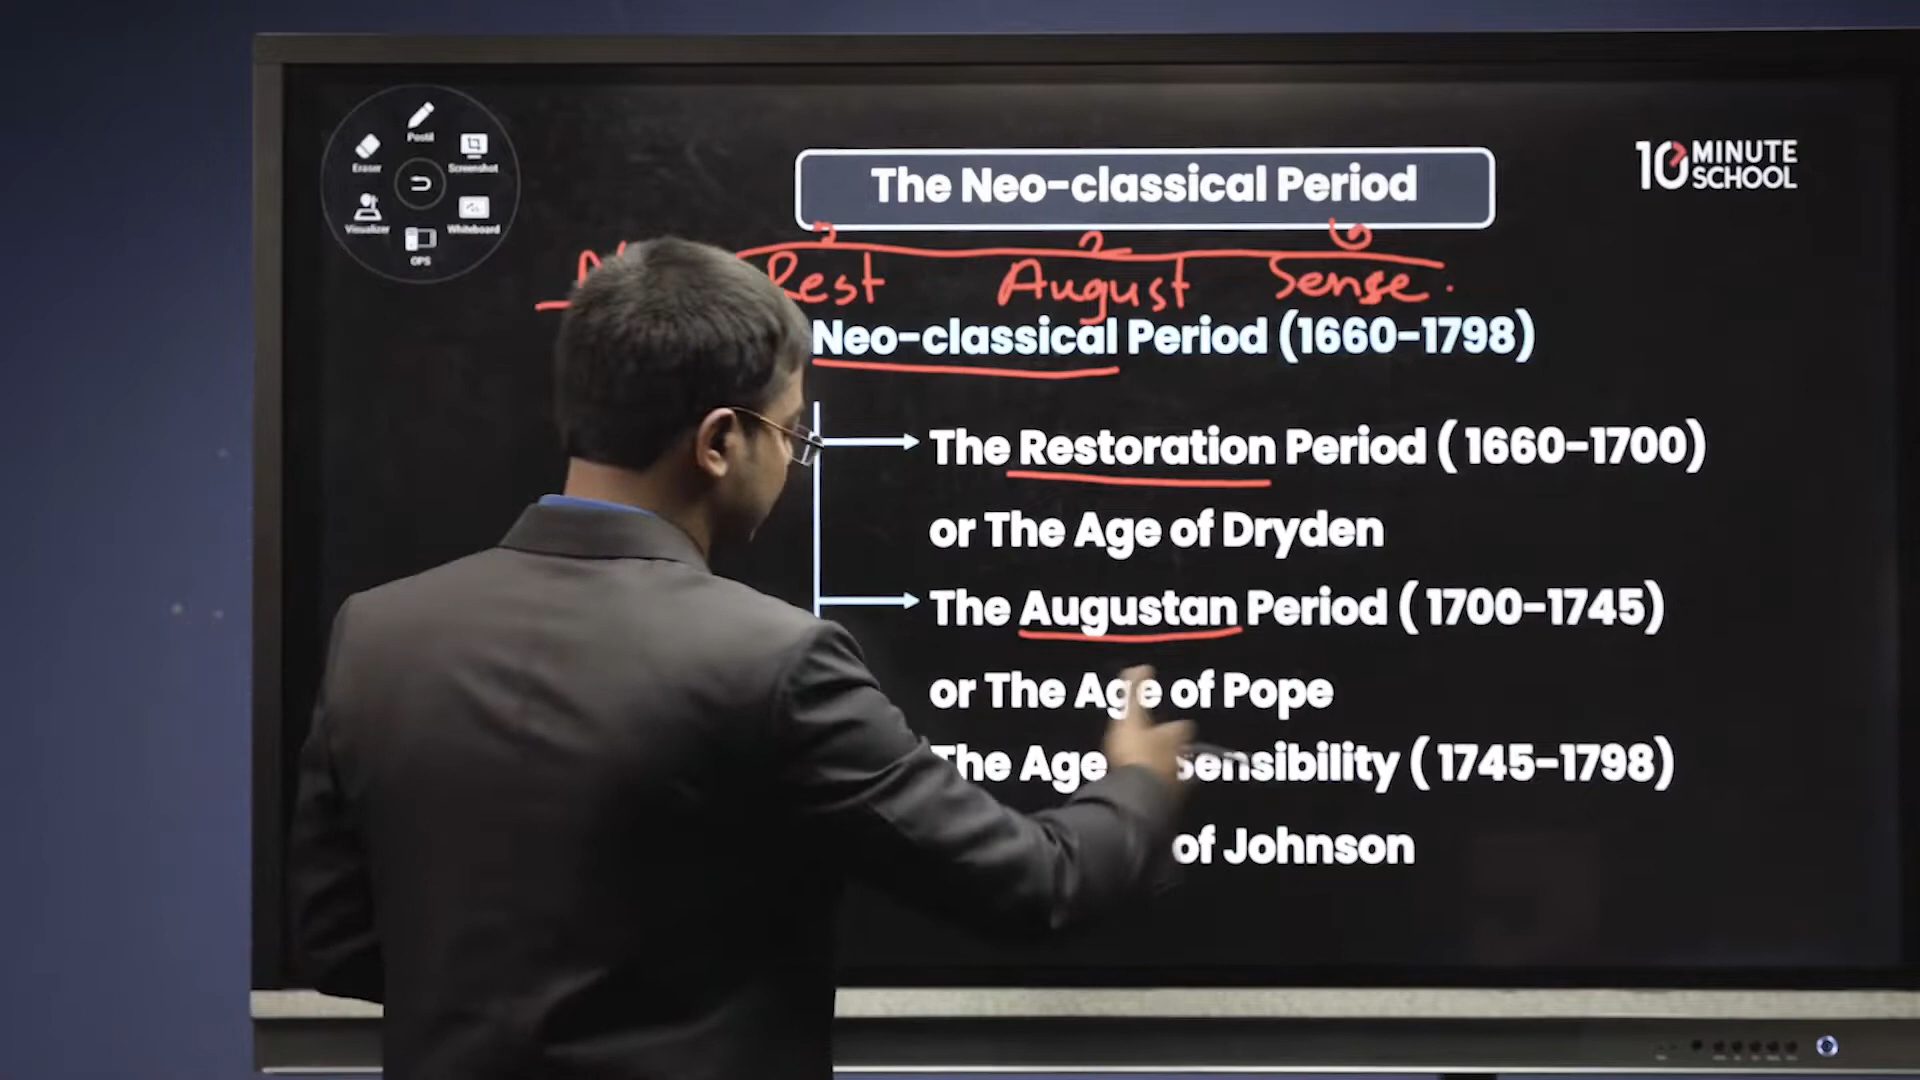 Postil
Eraser
Screenshot
Visualizer
Whiteboard
OPS
The Neo-classical Period
10 MINUTE SCHOOL
Rest August Sense.
Neo-classical Period (1660-1798)
The Restoration Period ( 1660-1700)
or The Age of Dryden
The Augustan Period ( 1700-1745)
or The Age of Pope
The Age Sensibility ( 1745-1798)
of Johnson